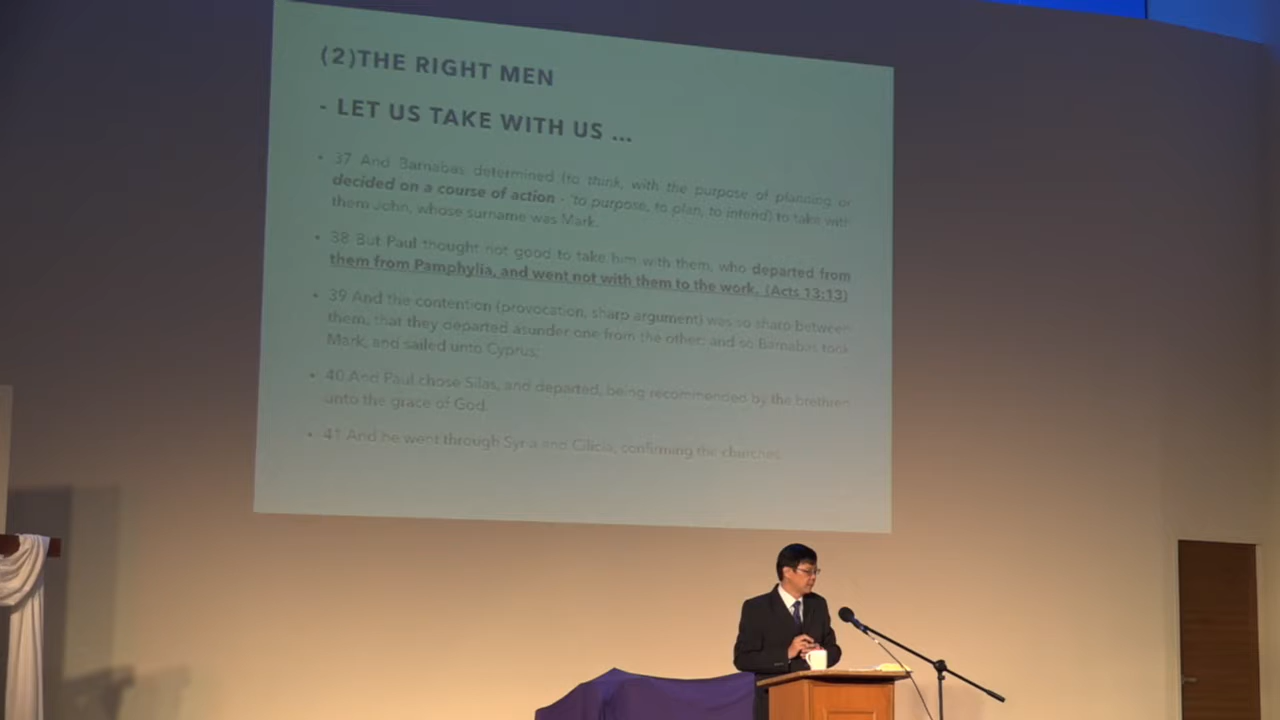 (2)THE RIGHT MEN
- LET US TAKE WITH US ...
• 37 And Barnabas determined (to think, with the purpose of planning or
decided on a course of action - 'to purpose, to plan, to intend) to take with
them John, whose surname was Mark.
• 38 But Paul thought not good to take him with them, who departed from
them from Pamphylia, and went not with them to the work. (Acts 13:13)
• 39 And the contention (provocation, sharp argument) was so sharp between
them, that they departed asunder one from the other: and so Barnabas took
Mark, and sailed unto Cyprus;
• 40 And Paul chose Silas, and departed, being recommended by the brethren
unto the grace of God.
• 41 And he went through Syria and Cilicia, confirming the churches.